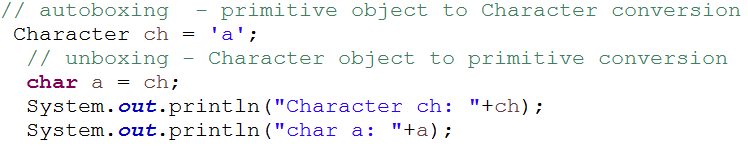 // autoboxing  - primitive object to Character conversion
Character ch = 'a';
// unboxing - Character object to primitive conversion
char a = ch;
System.out.println("Character ch: "+ch);
System.out.println("char a: "+a);